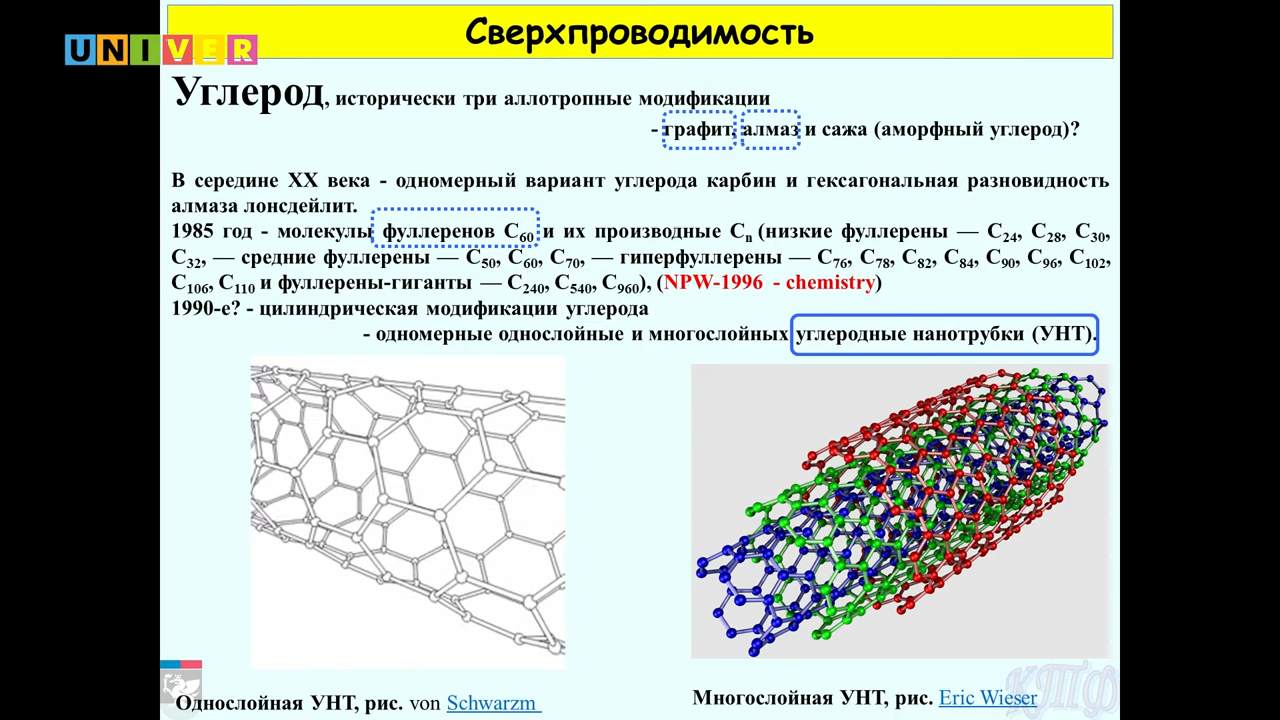 Сверхпроводимость
UNIVER
Углерод, исторически три аллотропные модификации
- графит, алмаз и сажа (аморфный углерод)?
В середине XX века - одномерный вариант углерода карбин и гексагональная разновидность
алмаза лонсдейлит.
1985 год - молекулы фуллеренов C60 и их производные Cn (низкие фуллерены — C24, C28, C30,
C32, — средние фуллерены — C50, C60, C70, — гиперфуллерены — C76, C78, C82, C84, C90, C96, C102,
C106, C110 и фуллерены-гиганты — C240, C540, C960), (NPW-1996 - chemistry)
1990-е? - цилиндрическая модификации углерода
- одномерные однослойные и многослойных углеродные нанотрубки (УНТ).
Однослойная УНТ, рис. von Schwarzm
Многослойная УНТ, рис. Eric Wieser
КТФ